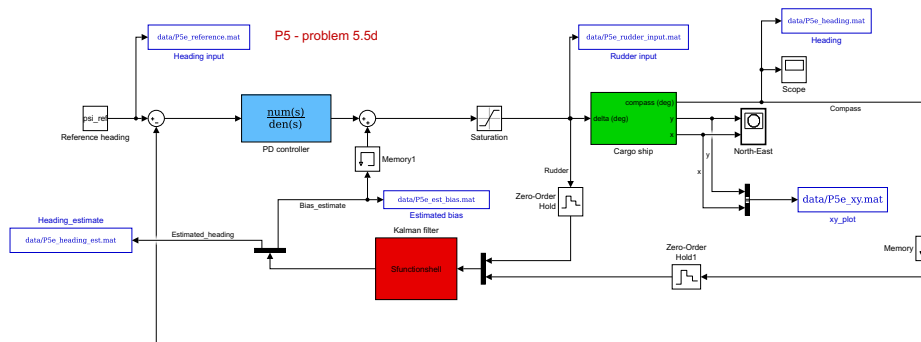 data/P5e_reference.mat
Heading input
P5 - problem 5.5d
data/P5e_rudder_input.mat
Rudder input
data/P5e_heading.mat
Heading
Scope
psi_ref
Reference heading
num(s)
den(s)
PD controller
Saturation
delta (deg)
compass (deg)
y
x
Cargo ship
North-East
Compass
Memory1
Rudder
y
x
Zero-Order
Hold
data/P5e_xy.mat
xy_plot
data/P5e_est_bias.mat
Estimated bias
Bias_estimate
Heading_estimate
data/P5e_heading_est.mat
Estimated_heading
Kalman filter
Sfunctionshell
Zero-Order
Hold1
Memory